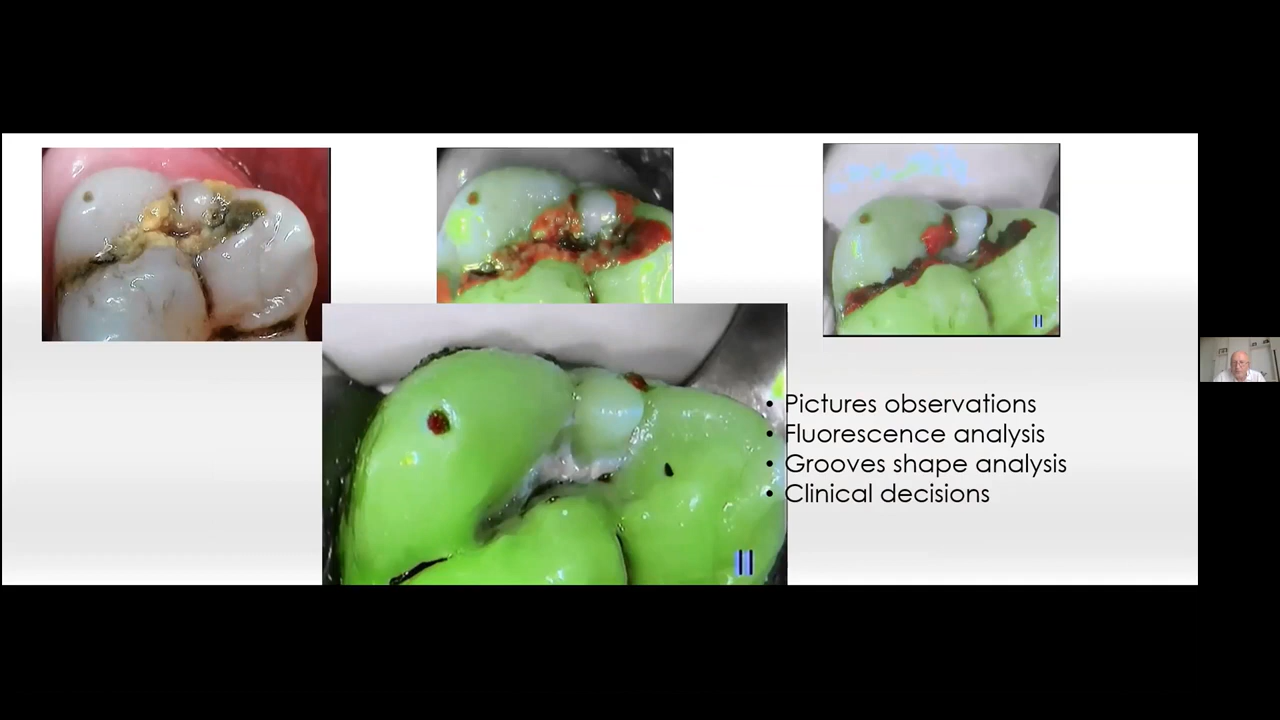 • Pictures observations
• Fluorescence analysis
• Grooves shape analysis
• Clinical decisions